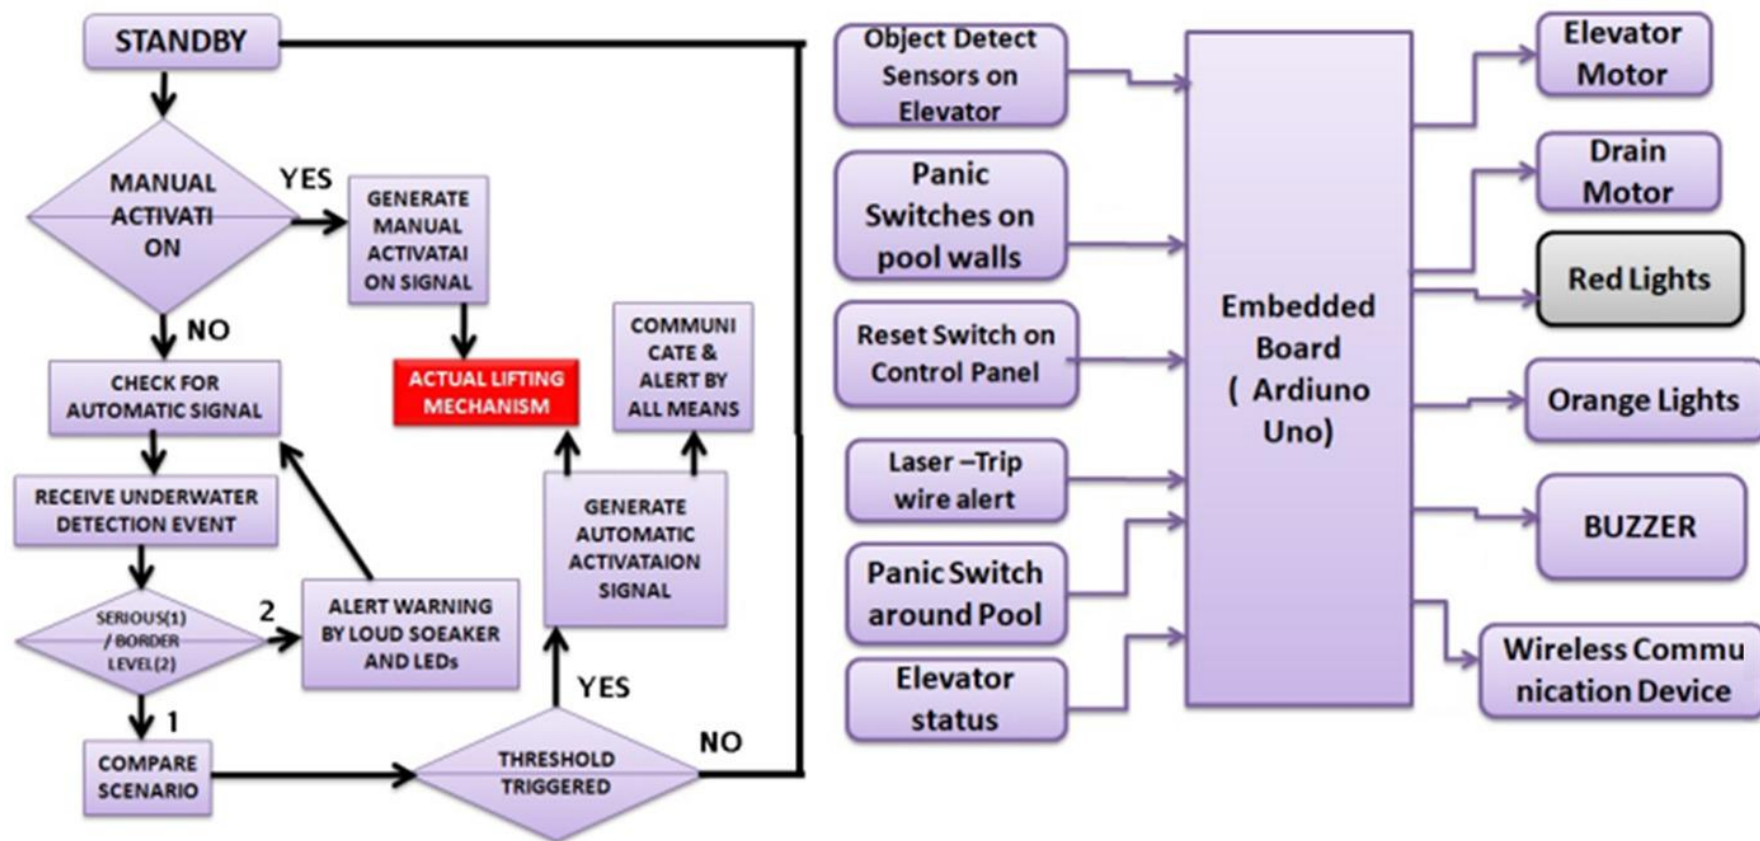 STANDBY
MANUAL
ACTIVATI
ON
YES
GENERATE
MANUAL
ACTIVATAI
ON SIGNAL
NO
ACTUAL LIFTING
MECHANISM
COMMUNI
CATE &
ALERT BY
ALL MEANS
CHECK FOR
AUTOMATIC SIGNAL
RECEIVE UNDERWATER
DETECTION EVENT
SERIOUS(1)
/ BORDER
LEVEL(2)
2
ALERT WARNING
BY LOUD SOEAKER
AND LEDs
GENERATE
AUTOMATIC
ACTIVATAION
SIGNAL
1
COMPARE
SCENARIO
YES
THRESHOLD
TRIGGERED
NO
Object Detect
Sensors on
Elevator
Panic
Switches on
pool walls
Reset Switch on
Control Panel
Laser –Trip
wire alert
Panic Switch
around Pool
Elevator
status
Embedded
Board
( Ardiuno
Uno)
Elevator
Motor
Drain
Motor
Red Lights
Orange Lights
BUZZER
Wireless Commu
nication Device